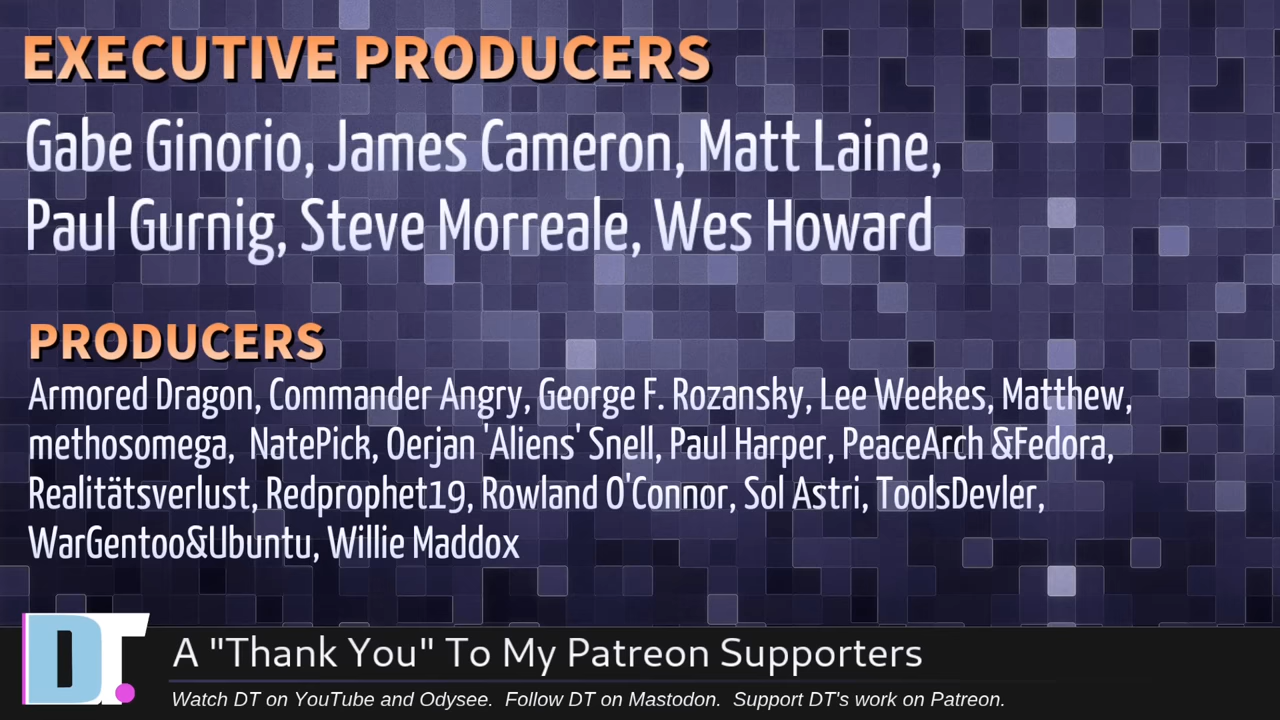 EXECUTIVE PRODUCERS
Gabe Ginorio, James Cameron, Matt Laine,
Paul Gurnig, Steve Morreale, Wes Howard
PRODUCERS
Armored Dragon, Commander Angry, George F. Rozansky, Lee Weekes, Matthew,
methosomega,  NatePick, Oerjan 'Aliens' Snell, Paul Harper, PeaceArch &Fedora,
Realitätsverlust, Redprophet19, Rowland O'Connor, Sol Astri, ToolsDevler,
WarGentoo&Ubuntu, Willie Maddox
DT
A "Thank You" To My Patreon Supporters
Watch DT on YouTube and Odysee.  Follow DT on Mastodon.  Support DT's work on Patreon.